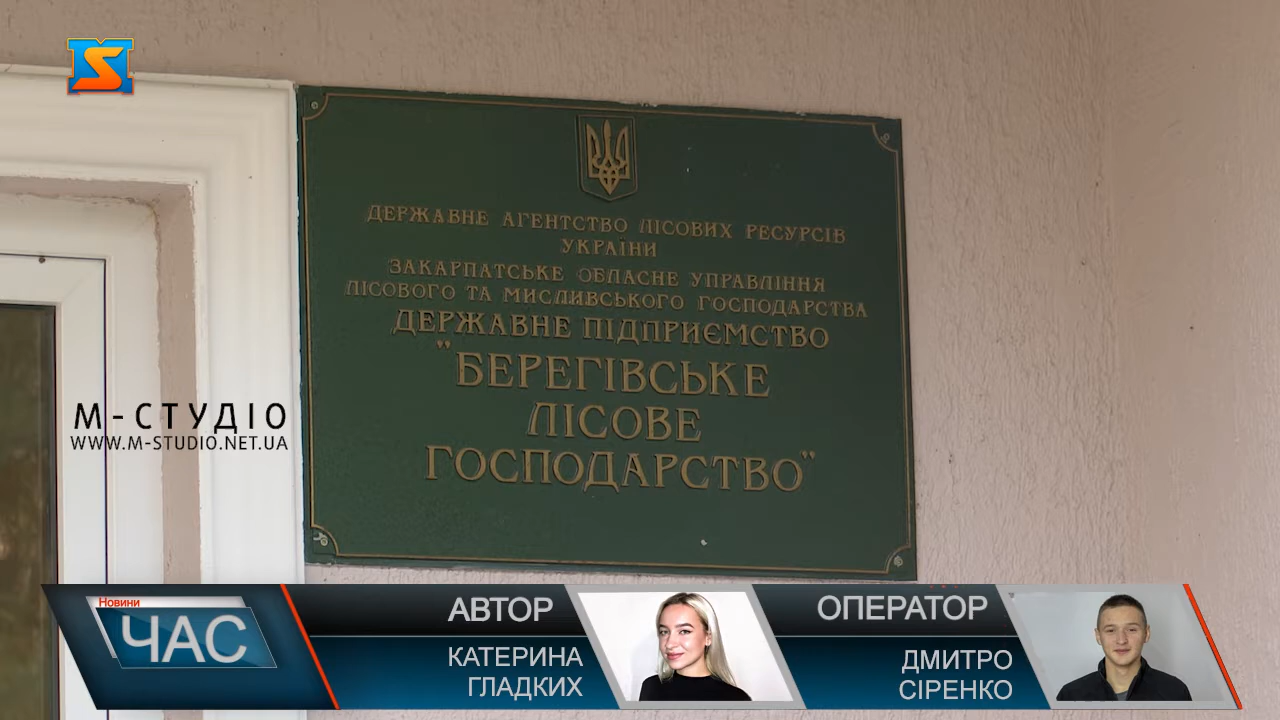 ДЕРЖАВНЕ АГЕНТСТВО ЛІСОВИХ РЕСУРСІВ
УКРАЇНИ
ЗАКАРПАТСЬКЕ ОБЛАСНЕ УПРАВЛІННЯ
ЛІСОВОГО ТА МИСЛИВСЬКОГО ГОСПОДАРСТВА
ДЕРЖАВНЕ ПІДПРИЄМСТВО
"БЕРЕГІВСЬКЕ
ЛІСОВЕ
ГОСПОДАРСТВО"
М-СТУДІО
WWW.M-STUDIO.NET.UA
Новини
ЧАС
АВТОР
КАТЕРИНА
ГЛАДКИХ
ОПЕРАТОР
ДМИТРО
СІРЕНКО